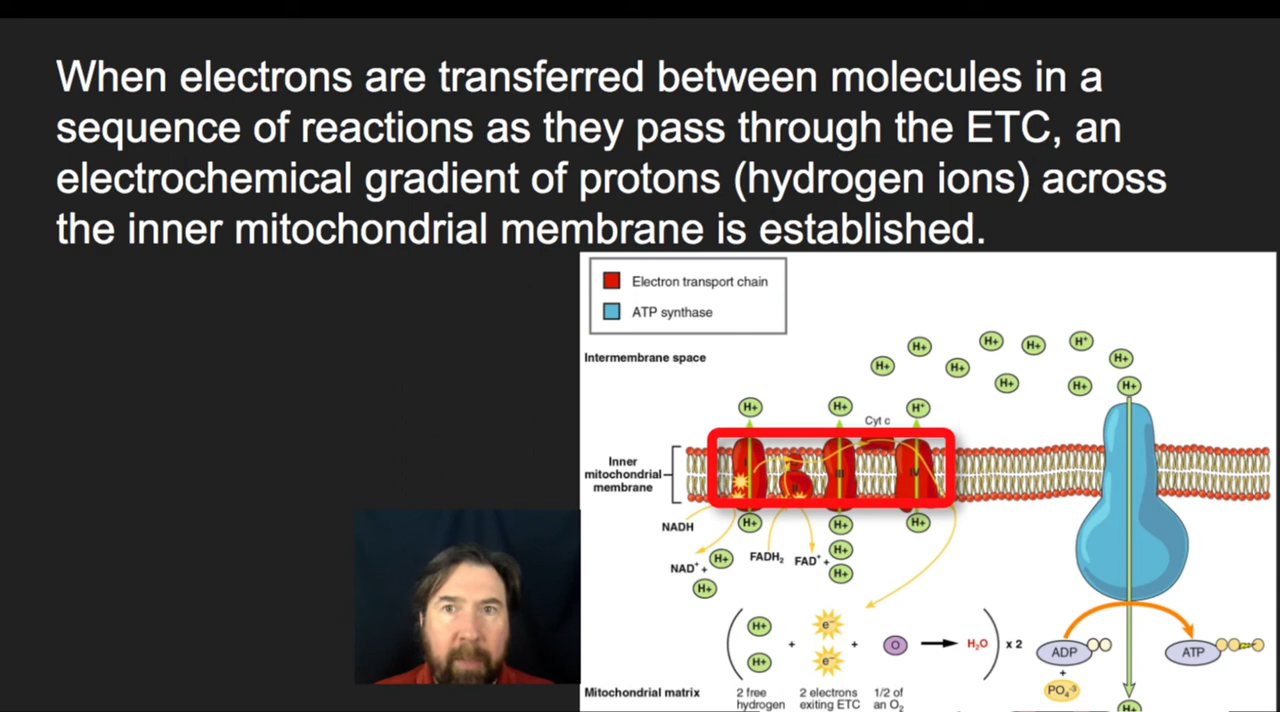 When electrons are transferred between molecules in a
sequence of reactions as they pass through the ETC, an
electrochemical gradient of protons (hydrogen ions) across
the inner mitochondrial membrane is established.
Electron transport chain
ATP synthase
Intermembrane space
H+ H+ H+ H+ H+ H+
H+ H+ H+ H+ H+
H+ H+ H+
Cyt c
Inner
mitochondrial
membrane
I II III IV
H+ H+ H+
NADH
FADH₂ FAD⁺ +
H+
H+
NAD⁺ +
H+
H+
H+ + e⁻ + O → H₂O x 2
H+ e⁻
ADP ATP
+
PO₄⁻³
Mitochondrial matrix
2 free
hydrogen
2 electrons
exiting ETC
1/2 of
an O₂
H+